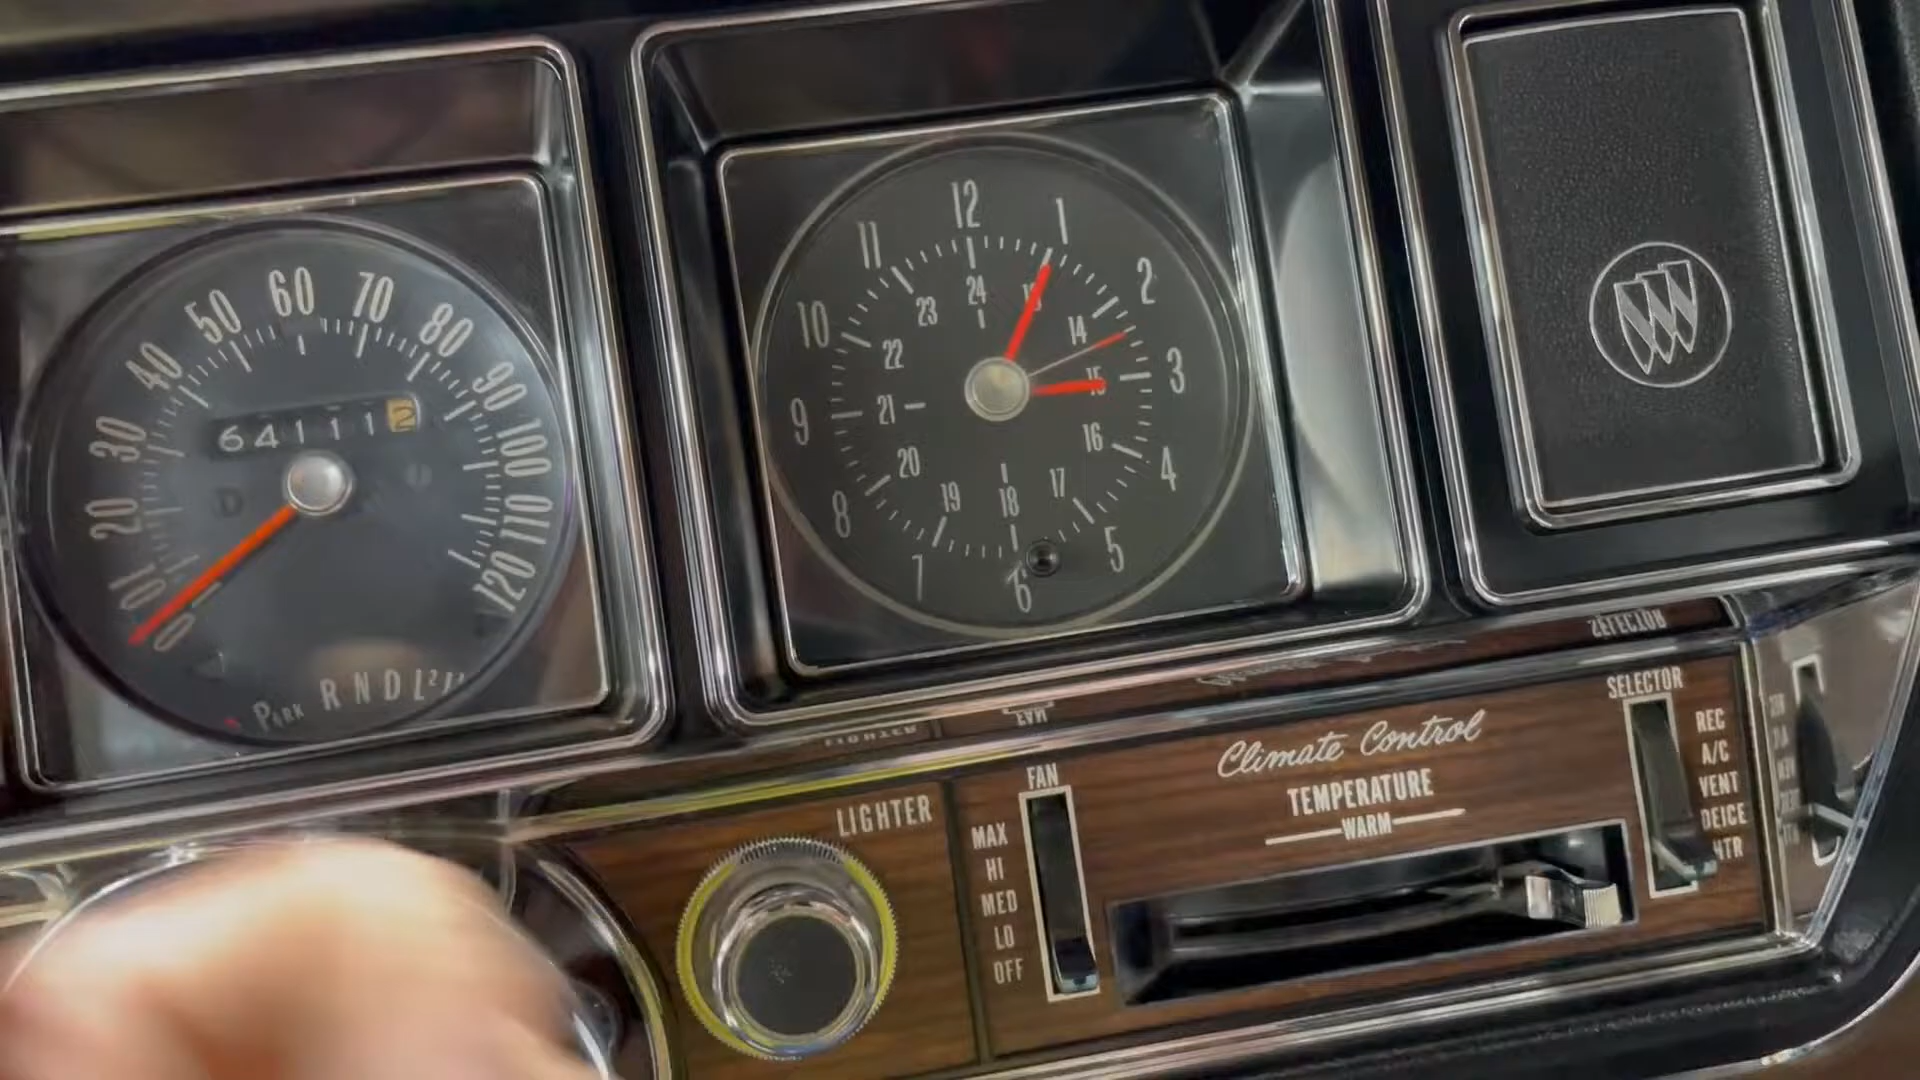 0
10
20
30
40
50
60
70
80
90
100
110
120
641112
PARK R N D L²
12
1
2
3
4
5
6
7
8
9
10
11
24
13
14
15
16
17
18
19
20
21
22
23
LIGHTER
FAN
MAX
HI
MED
LO
OFF
Climate Control
TEMPERATURE
WARM
SELECTOR
REC
A/C
VENT
DEICE
HTR